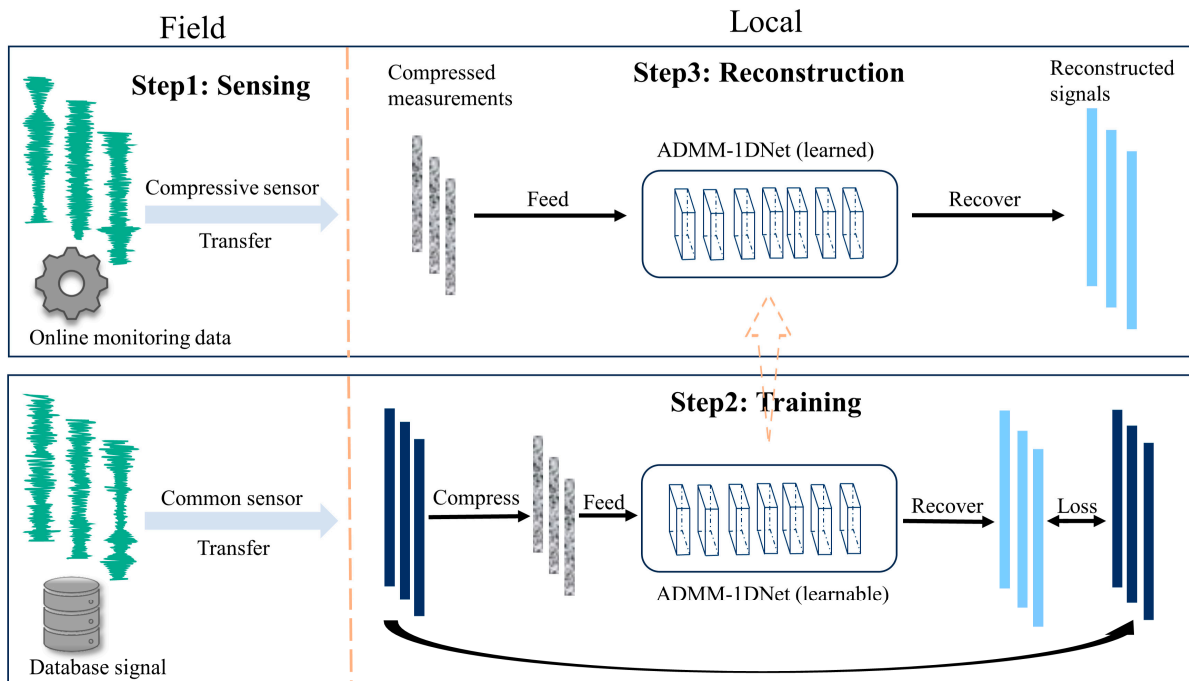 Field
Local
Step1: Sensing
Compressive sensor
Transfer
Online monitoring data
Compressed
measurements
Step3: Reconstruction
ADMM-1DNet (learned)
Feed
Recover
Reconstructed
signals
Common sensor
Transfer
Database signal
Step2: Training
Compress
Feed
ADMM-1DNet (learnable)
Recover
Loss